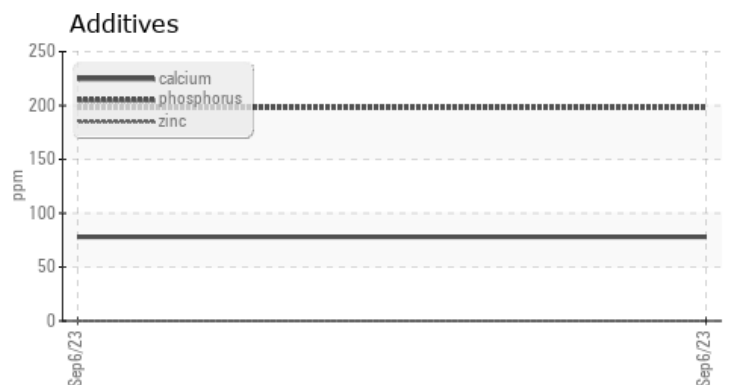 Additives
250
200
150
100
50
0
ppm
calcium
phosphorus
zinc
Sep6/23
Sep6/23